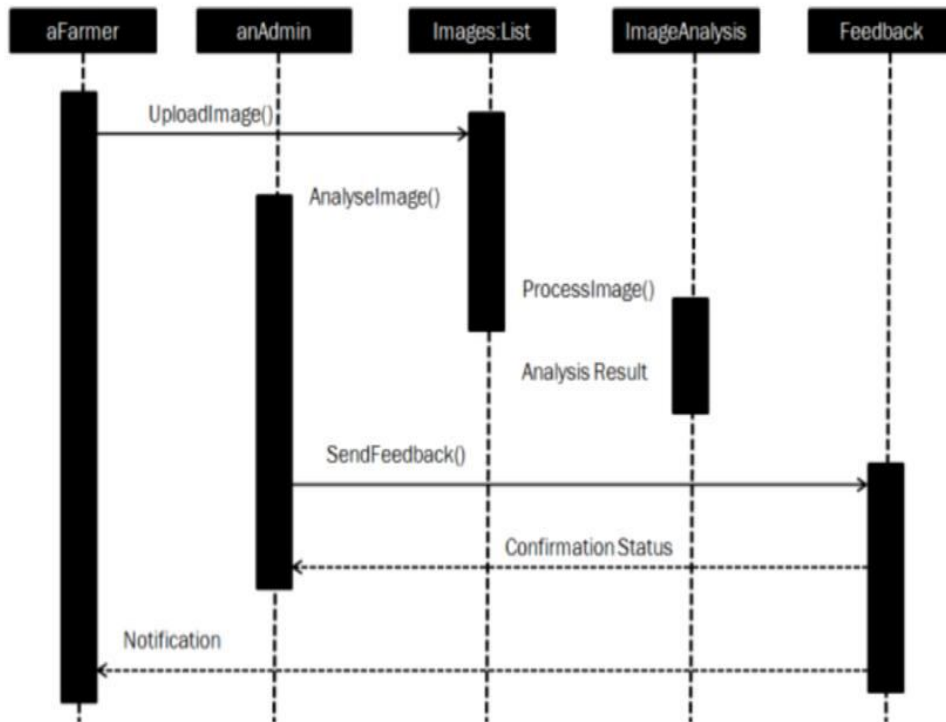 aFarmer
anAdmin
Images:List
ImageAnalysis
Feedback
UploadImage()
AnalyseImage()
ProcessImage()
Analysis Result
SendFeedback()
Confirmation Status
Notification